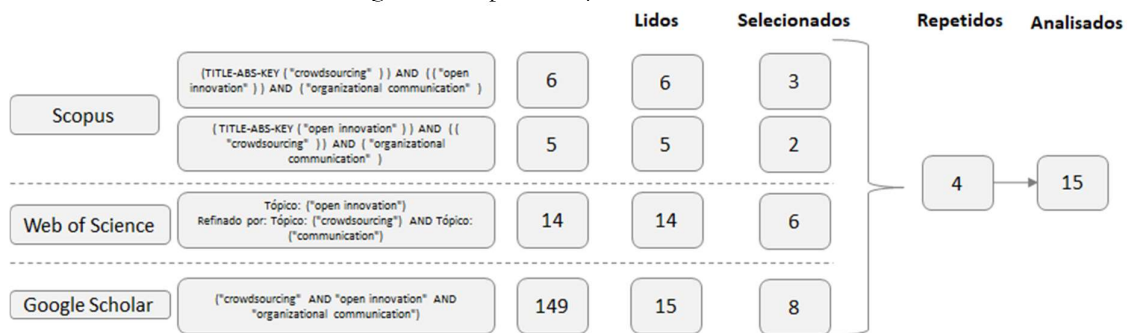 Lidos Selecionados Repetidos Analisados
Scopus
(TITLE-ABS-KEY ( "crowdsourcing" ) ) AND ( ( "open
innovation" ) ) AND ( "organizational communication" )
6 6 3
( TITLE-ABS-KEY ( "open innovation" ) ) AND ( (
"crowdsourcing" ) ) AND ( "organizational
communication" )
5 5 2
4 15
Web of Science
Tópico: ("open innovation")
Refinado por: Tópico: ("crowdsourcing") AND Tópico:
("communication")
14 14 6
Google Scholar
("crowdsourcing" AND "open innovation" AND
"organizational communication")
149 15 8